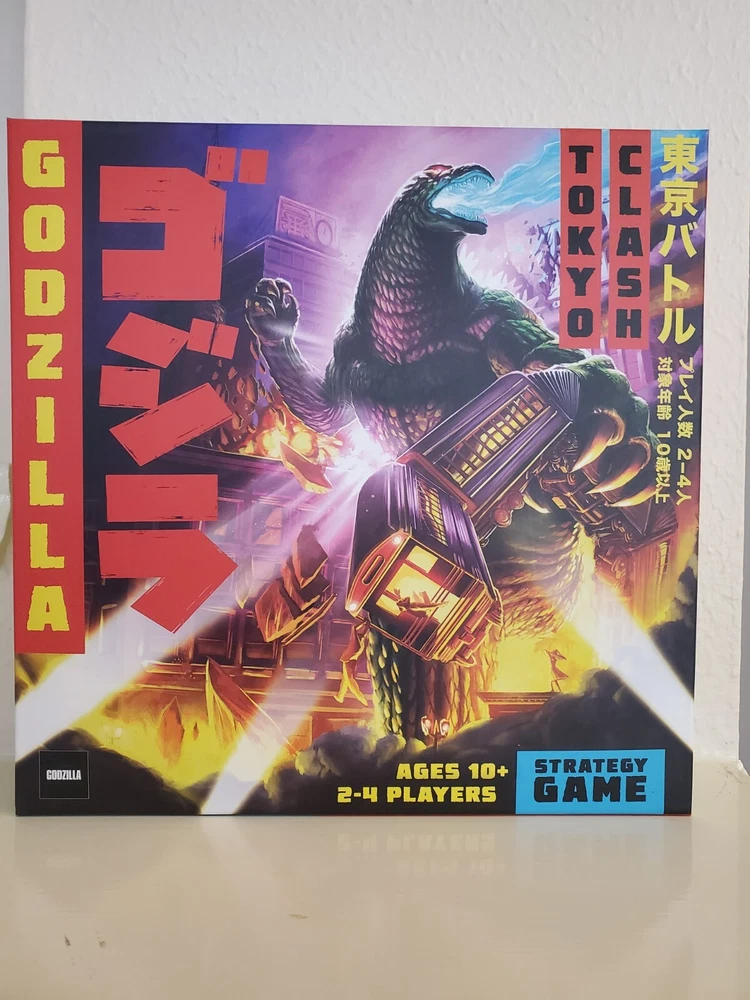 GODZILLA
ゴジラ
TOKYO
CLASH
東京バトル
プレイ人数 2-4人
対象年齢 10歳以上
GODZILLA
AGES 10+
2-4 PLAYERS
STRATEGY
GAME